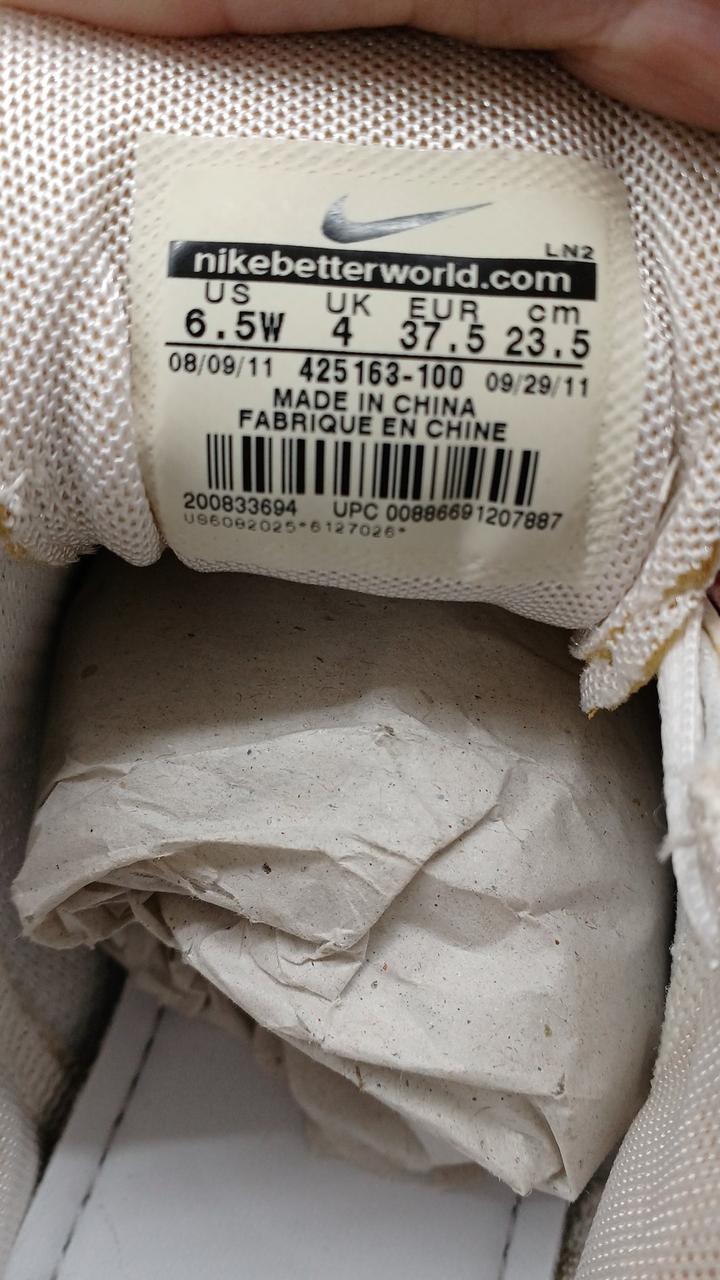 LN2
nikebetterworld.com
US UK EUR cm
6.5W 4 37.5 23.5
08/09/11 425163-100 09/29/11
MADE IN CHINA
FABRIQUE EN CHINE
200833694 UPC 00886691207887
US6082025*6127026*